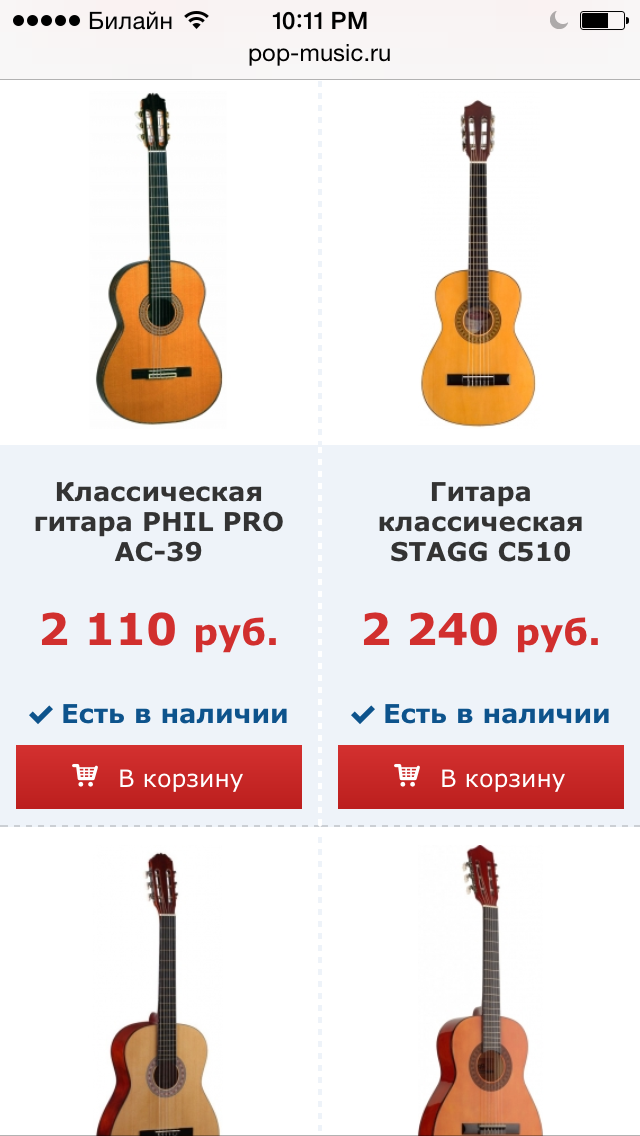 Билайн 10:11 PM
pop-music.ru
Классическая
гитара PHIL PRO
AC-39
2 110 руб.
Есть в наличии
В корзину
Гитара
классическая
STAGG C510
2 240 руб.
Есть в наличии
В корзину